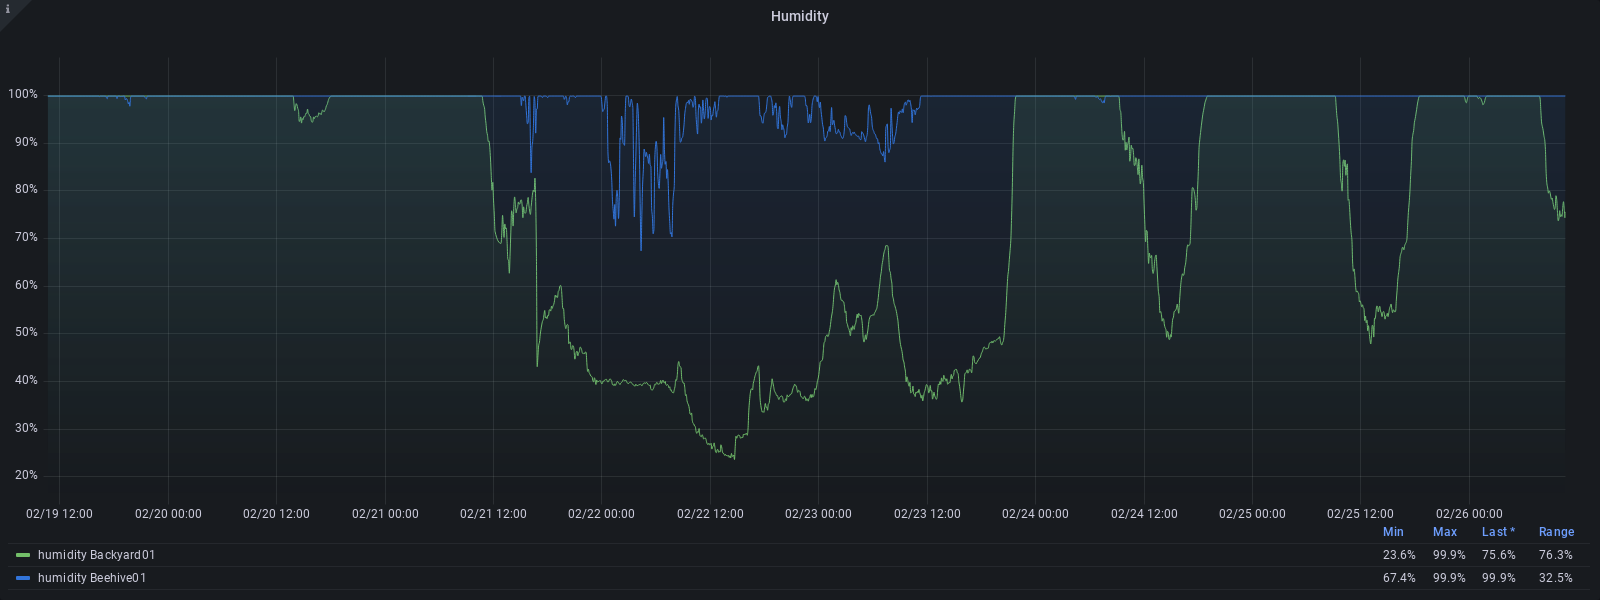 i
Humidity
100%
90%
80%
70%
60%
50%
40%
30%
20%
02/19 12:00 02/20 00:00 02/20 12:00 02/21 00:00 02/21 12:00 02/22 00:00 02/22 12:00 02/23 00:00 02/23 12:00 02/24 00:00 02/24 12:00 02/25 00:00 02/25 12:00 02/26 00:00
Min Max Last * Range
humidity Backyard01 23.6% 99.9% 75.6% 76.3%
humidity Beehive01 67.4% 99.9% 99.9% 32.5%